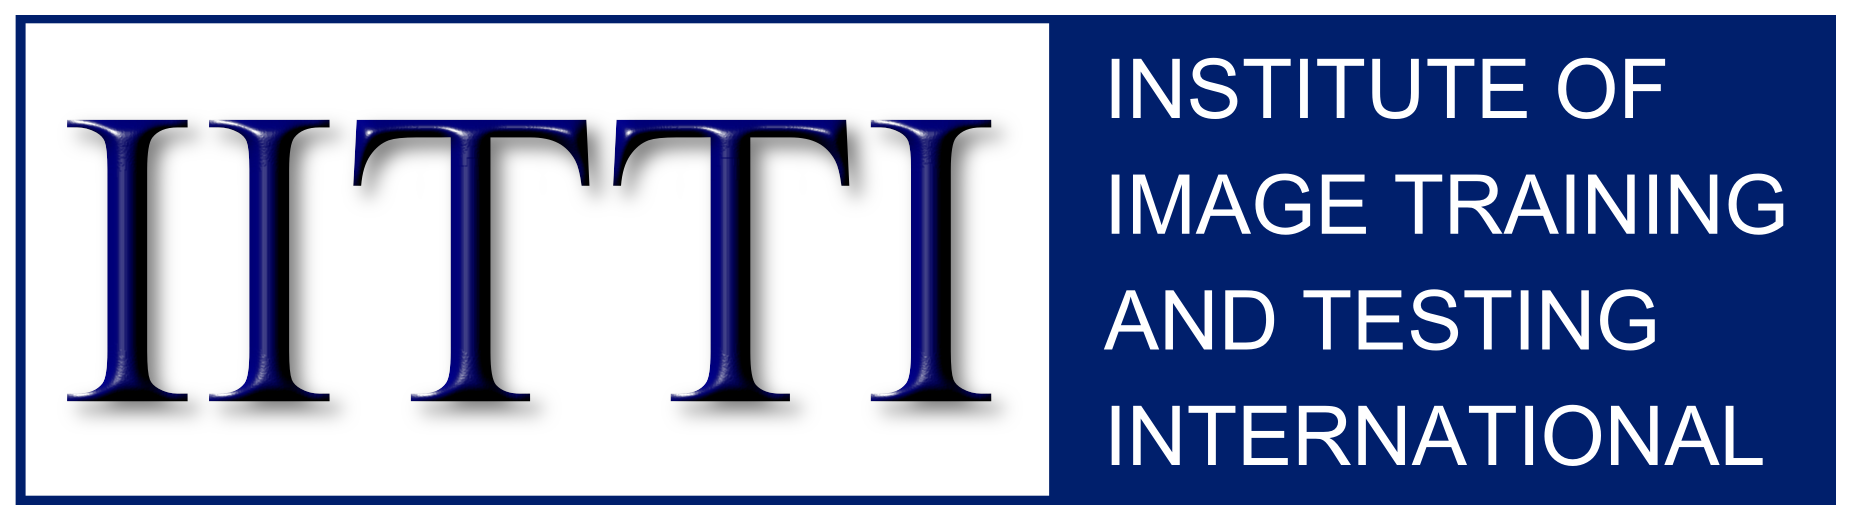 IITTI
INSTITUTE OF
IMAGE TRAINING
AND TESTING
INTERNATIONAL